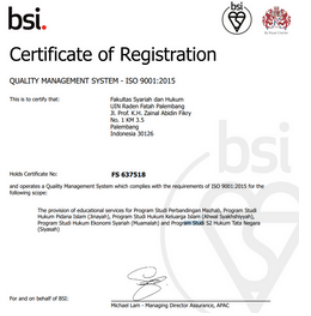 bsi.
bsi
By Royal Charter
Certificate of Registration
QUALITY MANAGEMENT SYSTEM - ISO 9001:2015
This is to certify that:
Fakultas Syariah dan Hukum
UIN Raden Fatah Palembang
Jl. Prof. K.H. Zainal Abidin Fikry
No. 1 KM 3.5
Palembang
Indonesia 30126
Holds Certificate No:
FS 637518
and operates a Quality Management System which complies with the requirements of ISO 9001:2015 for the
following scope:
The provision of educational services for Program Studi Perbandingan Mazhab, Program Studi
Hukum Pidana Islam (Jinayah), Program Studi Hukum Keluarga Islam (Ahwal Syakhshiyyah),
Program Studi Hukum Ekonomi Syariah (Muamalah) and Program Studi S2 Hukum Tata Negara
(Siyasah)
For and on behalf of BSI:
Michael Lam - Managing Director Assurance, APAC
bsi